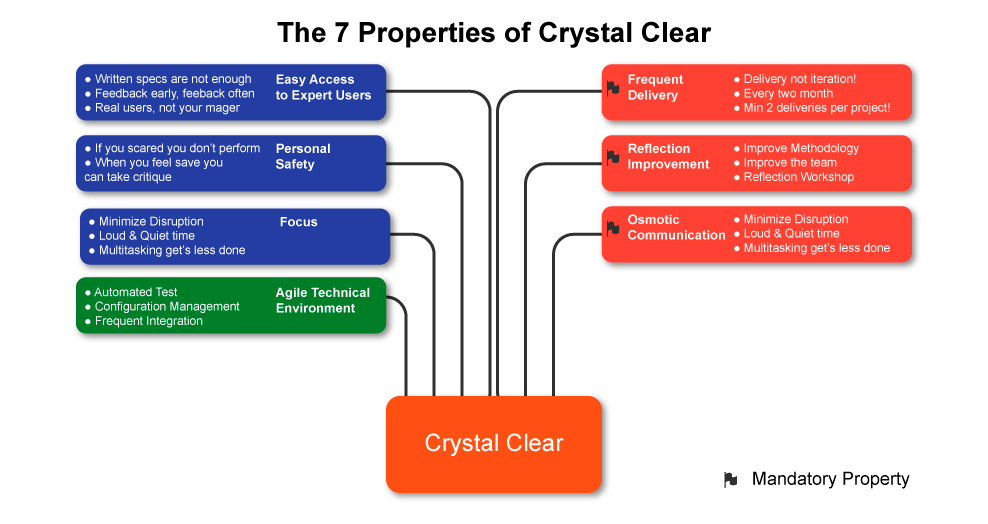 The 7 Properties of Crystal Clear
● Written specs are not enough
● Feedback early, feeback often
● Real users, not your mager
Easy Access
to Expert Users
● If you scared you don't perform
● When you feel save you
can take critique
Personal
Safety
● Minimize Disruption
● Loud & Quiet time
● Multitasking get's less done
Focus
● Automated Test
● Configuration Management
● Frequent Integration
Agile Technical
Environment
Frequent
Delivery
● Delivery not iteration!
● Every two month
● Min 2 deliveries per project!
Reflection
Improvement
● Improve Methodology
● Improve the team
● Reflection Workshop
Osmotic
Communication
● Minimize Disruption
● Loud & Quiet time
● Multitasking get's less done
Crystal Clear
Mandatory Property